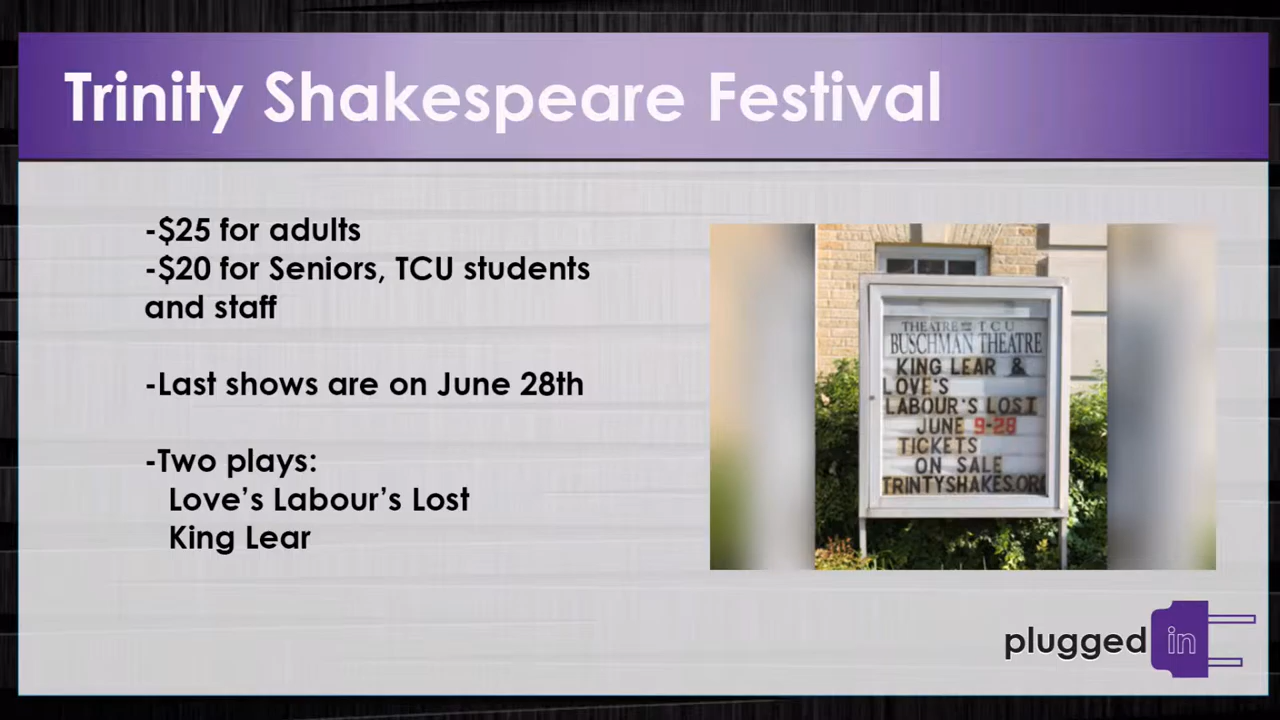 Trinity Shakespeare Festival
-$25 for adults
-$20 for Seniors, TCU students
and staff
-Last shows are on June 28th
-Two plays:
Love's Labour's Lost
King Lear
THEATRE TCU
BUSCHMAN THEATRE
KING LEAR &
LOVE'S
LABOUR'S LOST
JUNE 9-28
TICKETS
ON SALE
TRINTYSHAKES.ORG
plugged in